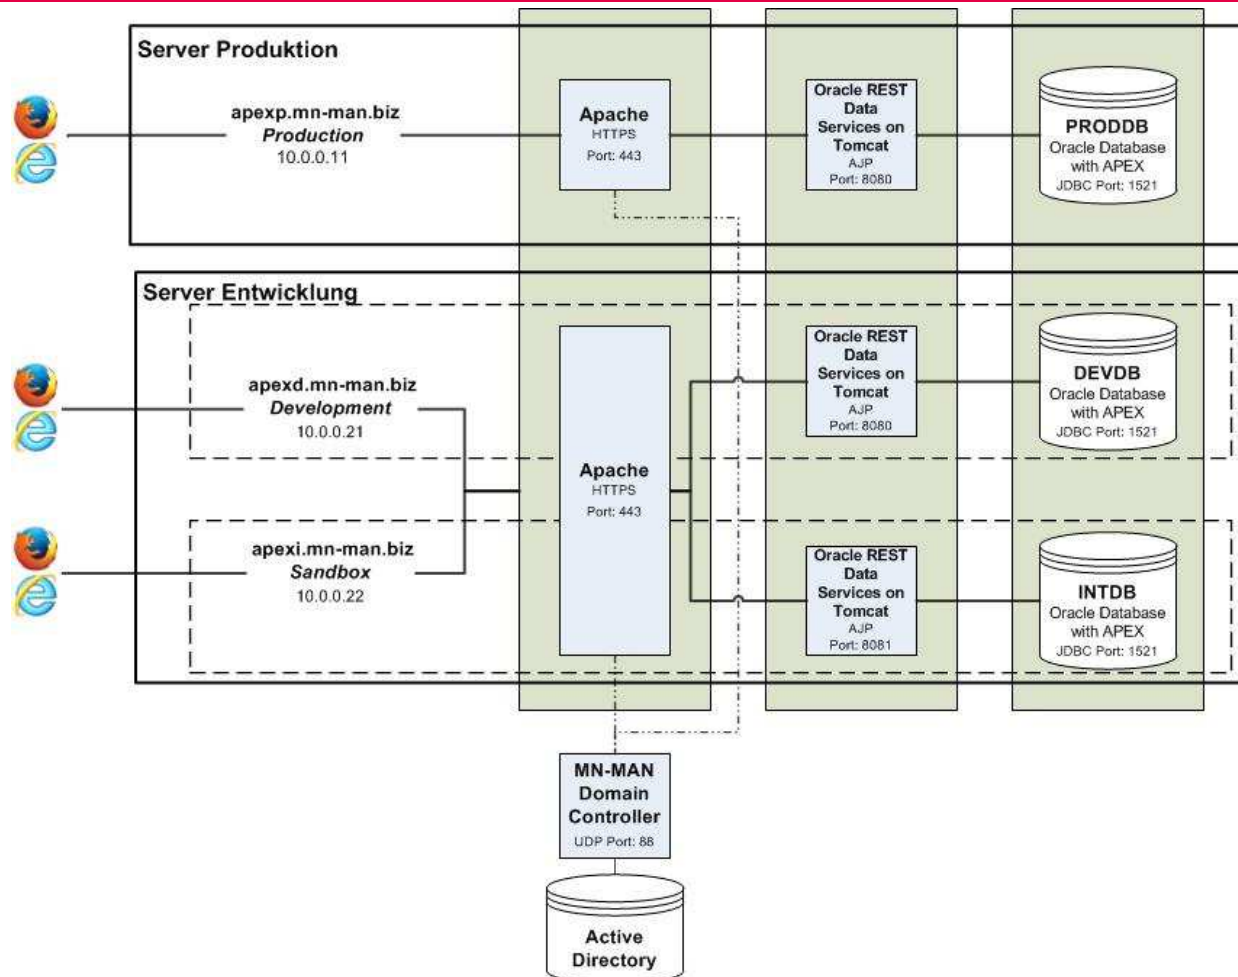 Server Produktion
apexp.mn-man.biz
Production
10.0.0.11
Apache
HTTPS
Port: 443
Oracle REST
Data
Services on
Tomcat
AJP
Port: 8080
PRODDB
Oracle Database
with APEX
JDBC Port: 1521
Server Entwicklung
apexd.mn-man.biz
Development
10.0.0.21
Oracle REST
Data
Services on
Tomcat
AJP
Port: 8080
DEVDB
Oracle Database
with APEX
JDBC Port: 1521
Apache
HTTPS
Port: 443
apexi.mn-man.biz
Sandbox
10.0.0.22
Oracle REST
Data
Services on
Tomcat
AJP
Port: 8081
INTDB
Oracle Database
with APEX
JDBC Port: 1521
MN-MAN
Domain
Controller
UDP Port: 88
Active
Directory